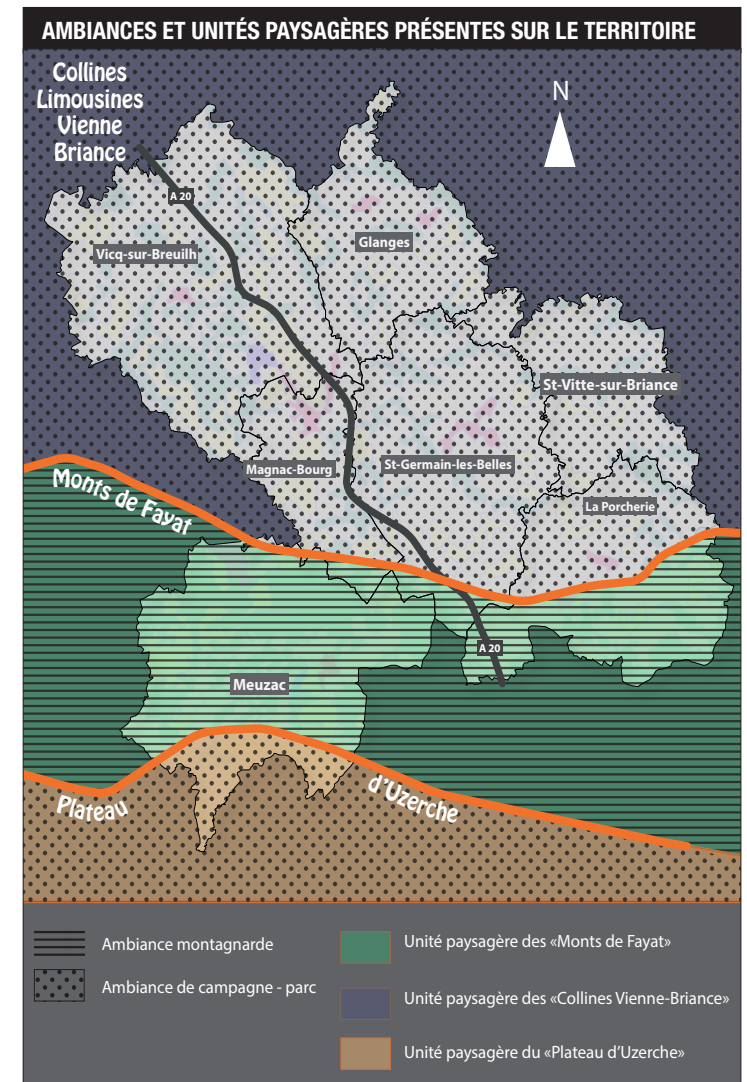 AMBIANCES ET UNITÉS PAYSAGÈRES PRÉSENTES SUR LE TERRITOIRE
Collines
Limousines
Vienne
Briance
N
A 20
Glanges
Vicq-sur-Breuilh
St-Vitte-sur-Briance
Magnac-Bourg
St-Germain-les-Belles
La Porcherie
Monts de Fayat
A 20
Meuzac
Plateau
d'Uzerche
Ambiance montagnarde
Ambiance de campagne - parc
Unité paysagère des «Monts de Fayat»
Unité paysagère des «Collines Vienne-Briance»
Unité paysagère du «Plateau d'Uzerche»